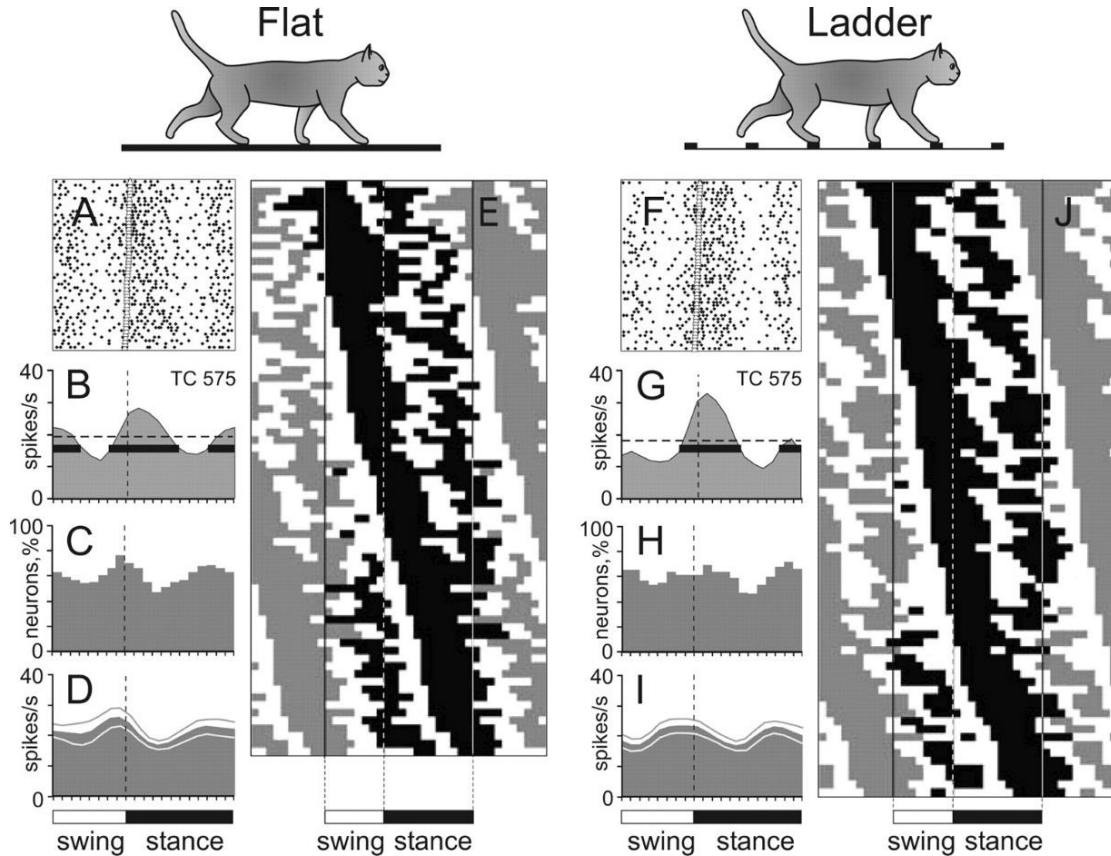 Flat
Ladder
A
E
F
J
B
TC 575
40
spikes/s
0
G
TC 575
40
spikes/s
0
C
100
neurons, %
0
H
100
neurons, %
0
D
40
spikes/s
0
I
40
spikes/s
0
swing stance
swing stance
swing stance
swing stance